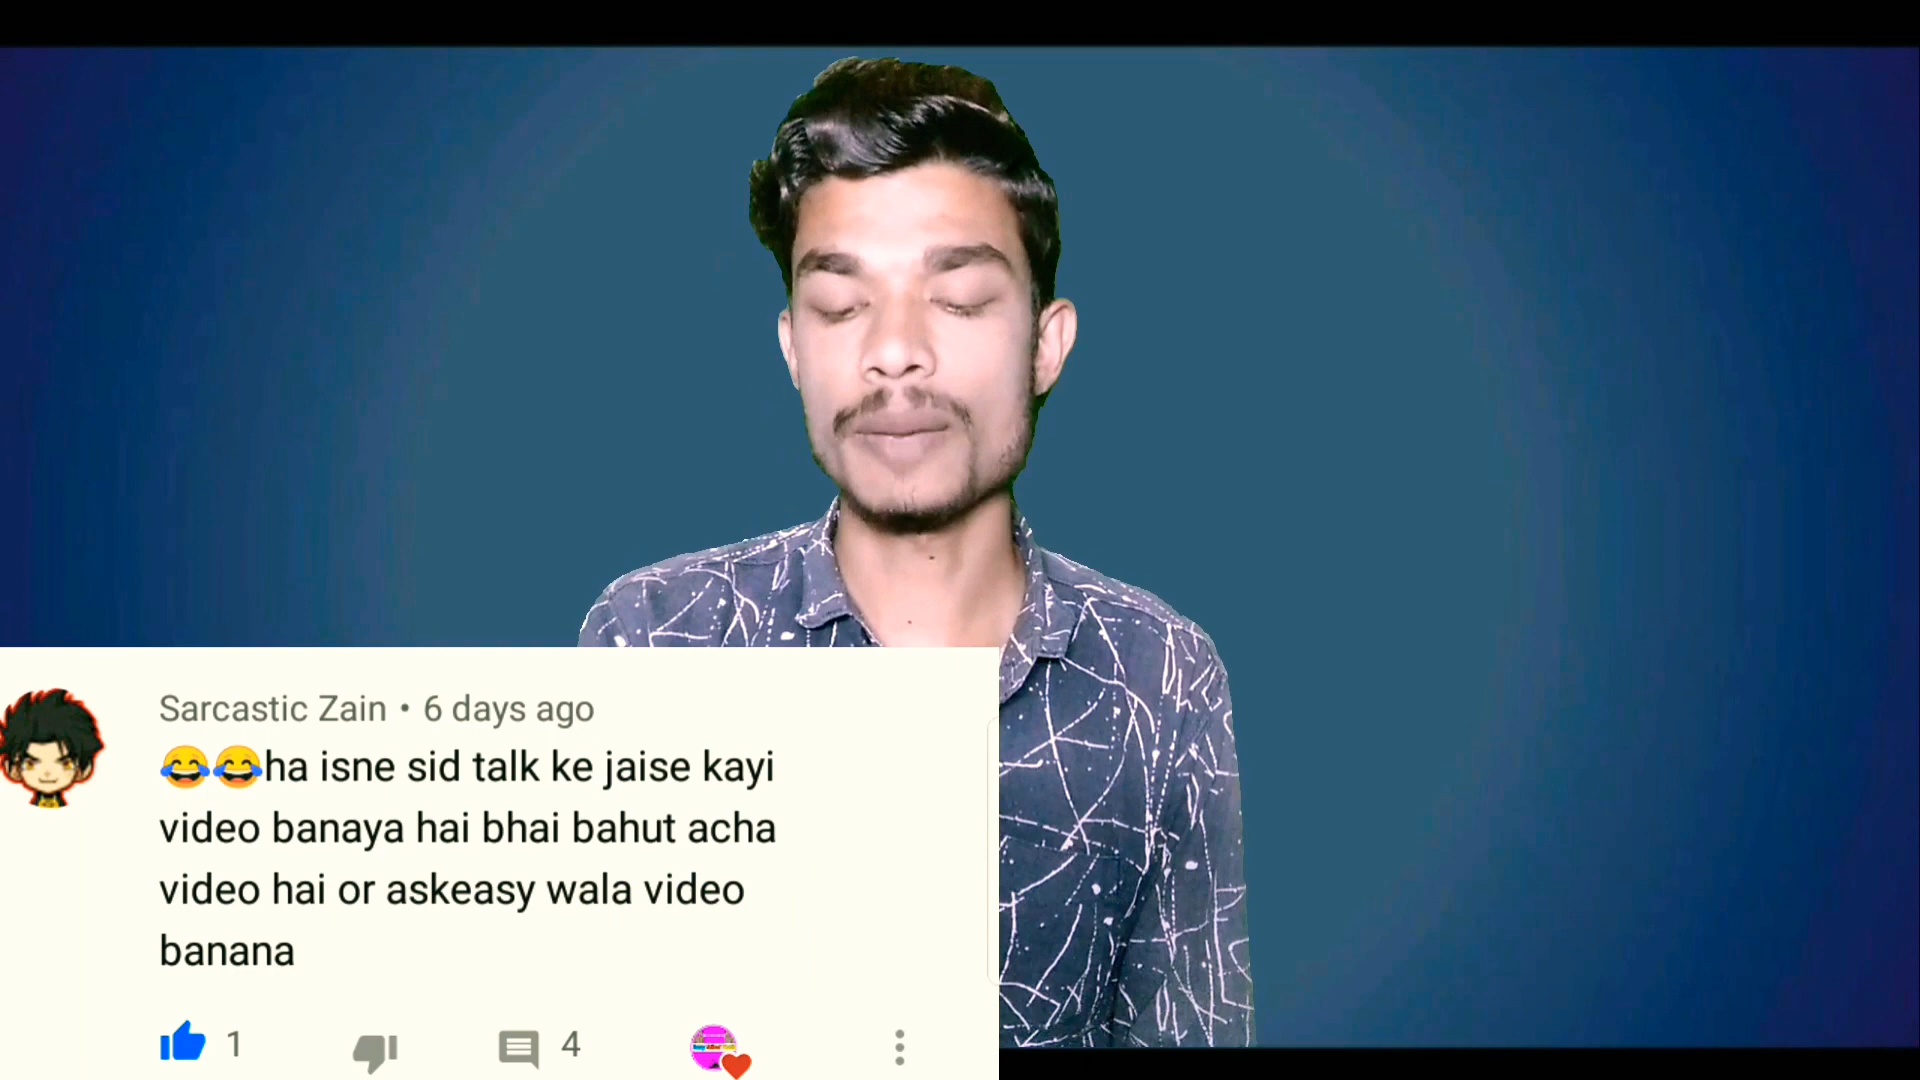 Sarcastic Zain • 6 days ago
😂😂ha isne sid talk ke jaise kayi
video banaya hai bhai bahut acha
video hai or askeasy wala video
banana
1
4